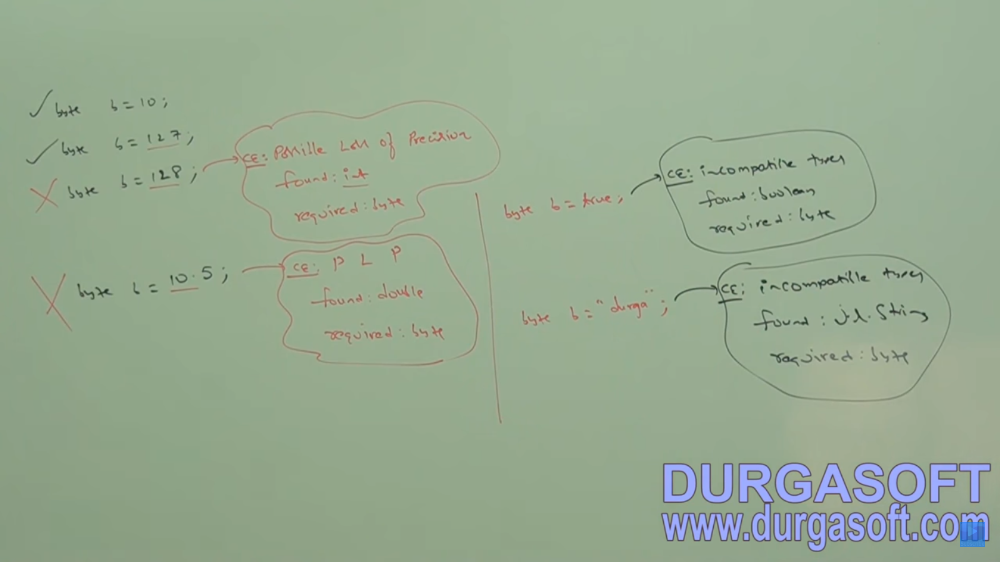 byte b = 10;
byte b = 127;
byte b = 128;
CE: Possible Loss of Precision
found: int
required: byte
byte b = 10.5;
CE: P L P
found: double
required: byte
byte b = true;
CE: incompatible types
found: boolean
required: byte
byte b = "durga";
CE: incompatible types
found: j.l.String
required: byte
DURGASOFT
www.durgasoft.com